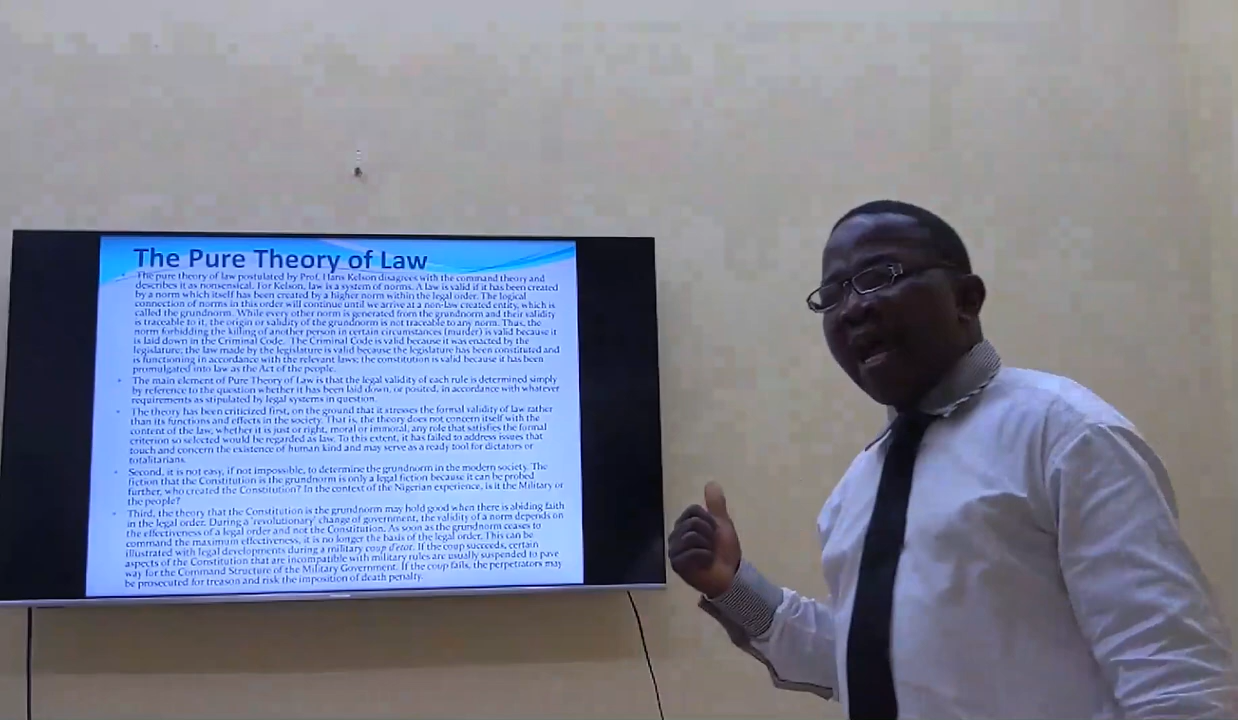 The Pure Theory of Law
The pure theory of law postulated by Prof. Hans Kelson disagrees with the command theory and
describes it as nonsensical. For Kelson, law is a system of norms. A law is valid if it has been created
by a norm which itself has been created by a higher norm within the legal order. The logical
connection of norms in this order will continue until we arrive at a non-law created entity, which is
called the grundnorm. While every other norm is generated from the grundnorm and their validity
is traceable to it, the origin or validity of the grundnorm is not traceable to any norm. Thus, the
norm forbidding the killing of another person in certain circumstances (murder) is valid because it
is laid down in the Criminal Code. The Criminal Code is valid because it was enacted by the
legislature; the law made by the legislature is valid because the legislature has been constituted and
is functioning in accordance with the relevant laws; the constitution is valid because it has been
promulgated into law as the Act of the people.
The main element of Pure Theory of Law is that the legal validity of each rule is determined simply
by reference to the question whether it has been laid down, or posited, in accordance with whatever
requirements as stipulated by legal systems in question.
The theory has been criticized first, on the ground that it stresses the formal validity of law rather
than its functions and effects in the society. That is, the theory does not concern itself with the
content of the law, whether it is just or right, moral or immoral, any role that satisfies the formal
criterion so selected would be regarded as law. To this extent, it has failed to address issues that
touch and concern the existence of human kind and may serve as a ready tool for dictators or
totalitarians.
Second, it is not easy, if not impossible, to determine the grundnorm in the modern society. The
fiction that the Constitution is the grundnorm is only a legal fiction because it can be probed
further, who created the Constitution? In the context of the Nigerian experience, is it the Military or
the people?
Third, the theory that the Constitution is the grundnorm may hold good when there is abiding faith
in the legal order. During a 'revolutionary' change of government, the validity of a norm depends on
the effectiveness of a legal order and not the Constitution. As soon as the grundnorm ceases to
command the maximum effectiveness, it is no longer the basis of the legal order. This can be
illustrated with legal developments during a military coup d'etat. If the coup succeeds, certain
aspects of the Constitution that are incompatible with military rules are usually suspended to pave
way for the Command Structure of the Military Government. If the coup fails, the perpetrators may
be prosecuted for treason and risk the imposition of death penalty.